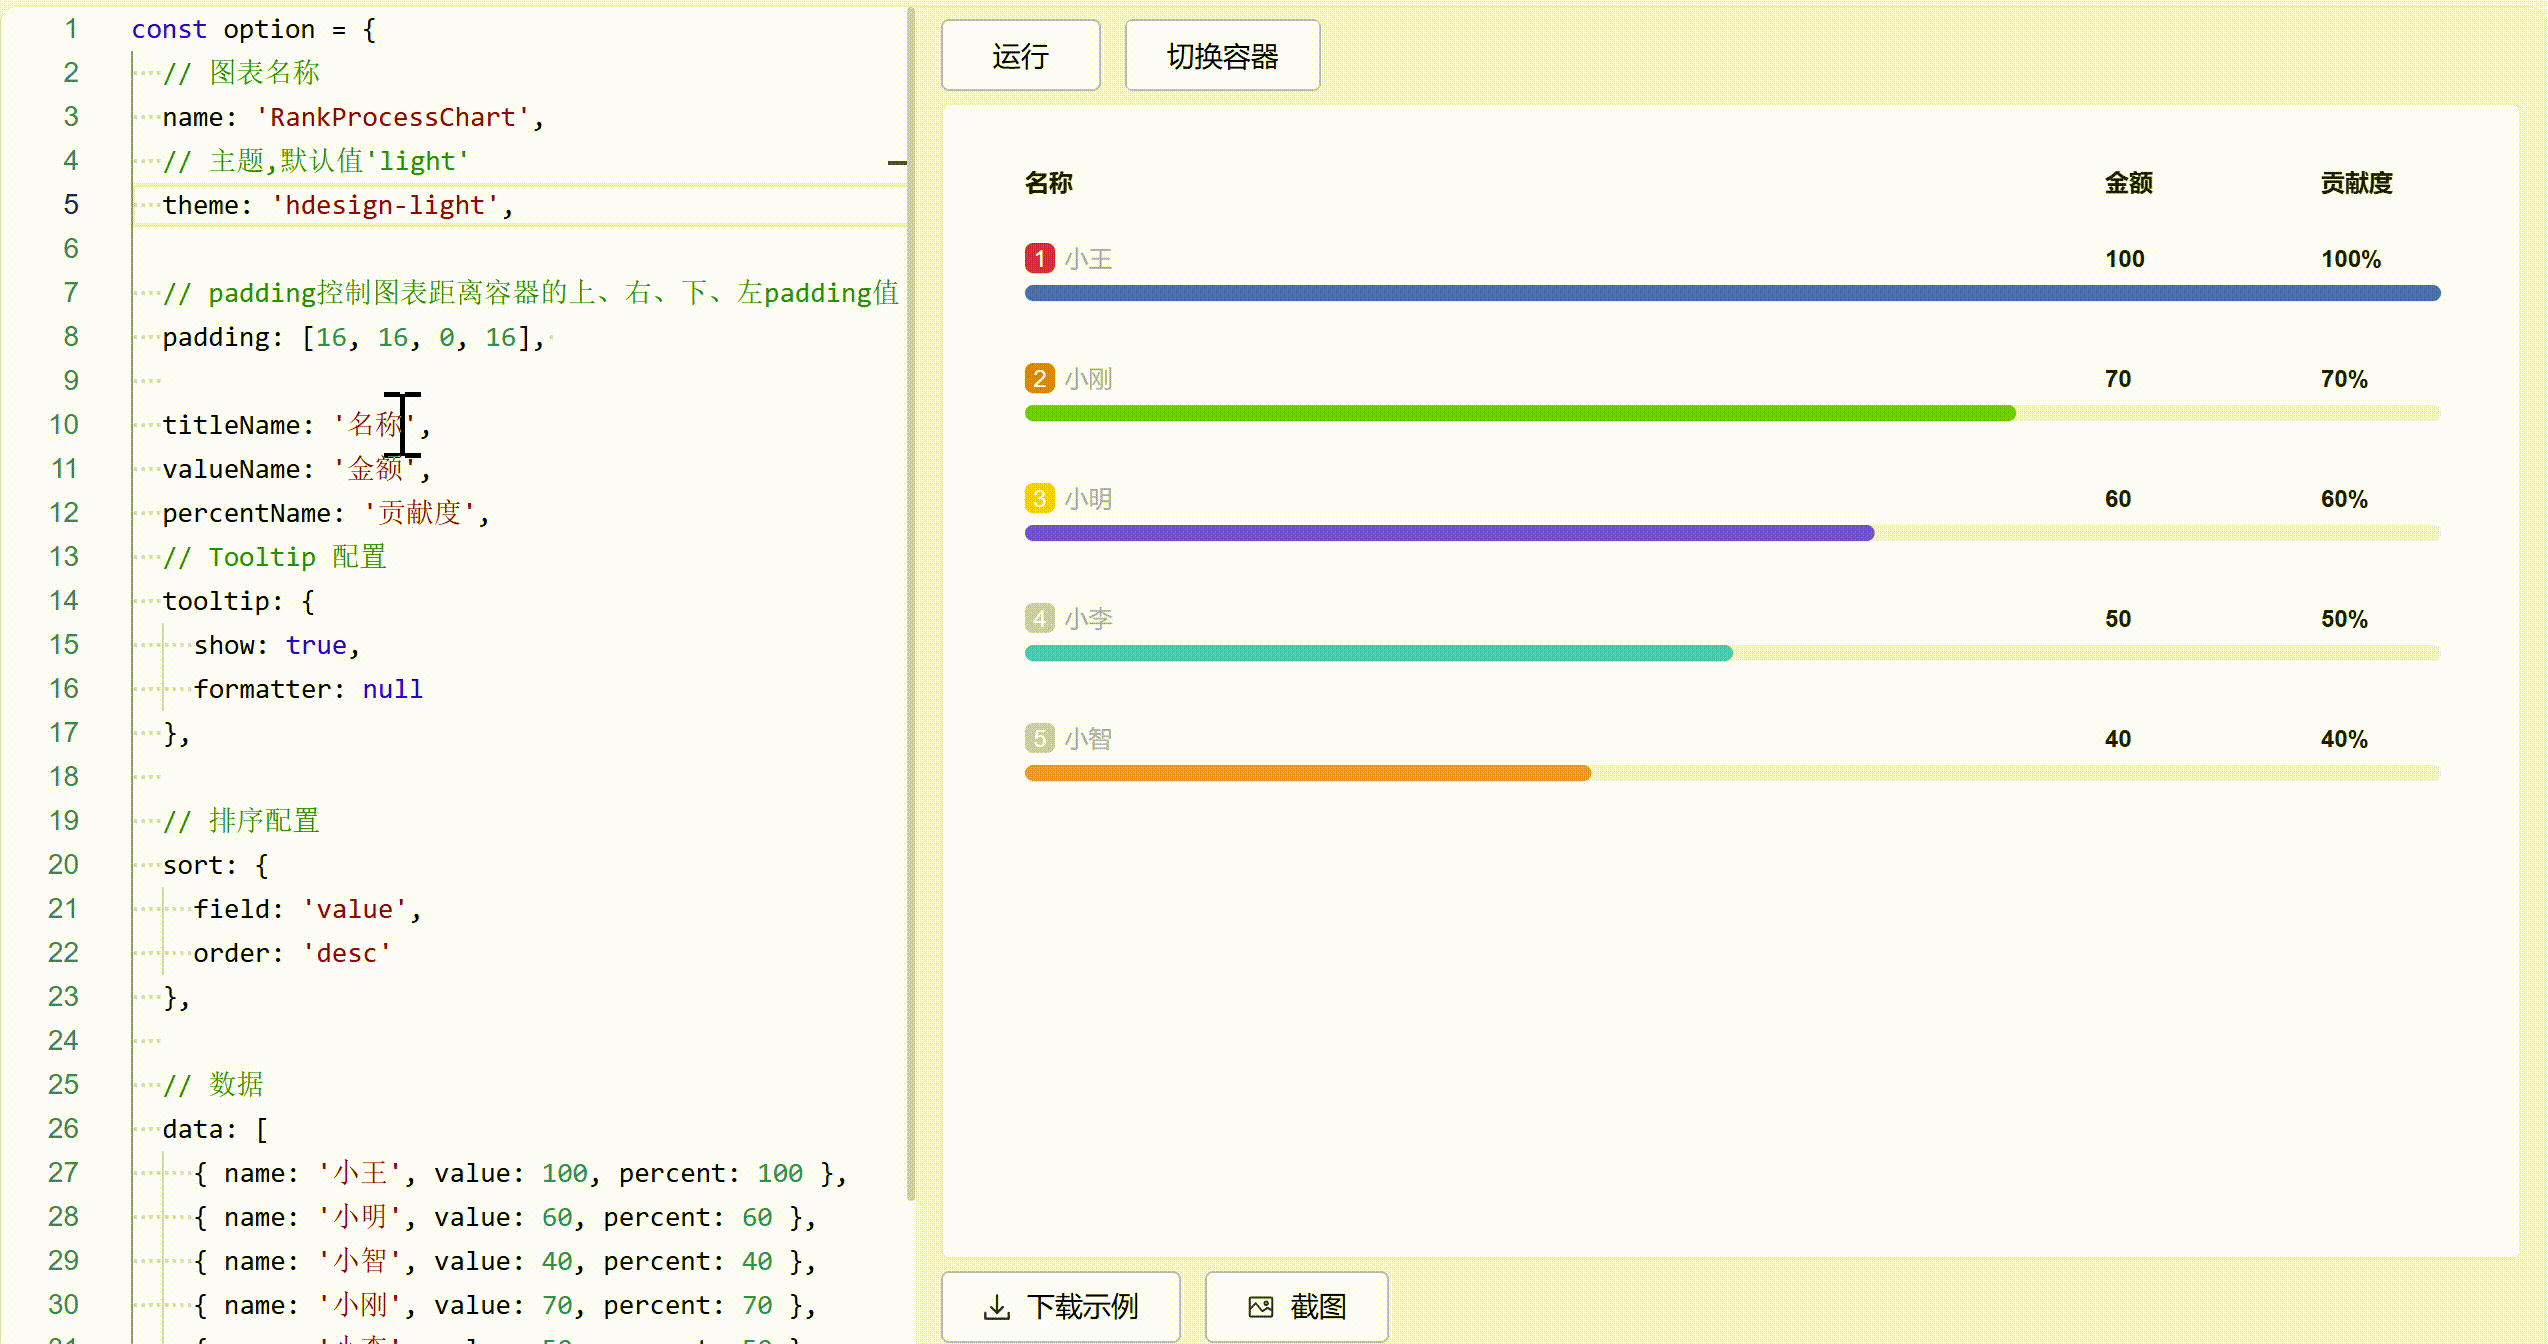 1 const option = {
2 // 图表名称
3 name: 'RankProcessChart',
4 // 主题,默认值'light'
5 theme: 'hdesign-light',
6
7 // padding控制图表距离容器的上、右、下、左padding值
8 padding: [16, 16, 0, 16],
9
10 titleName: '名称',
11 valueName: '金额',
12 percentName: '贡献度',
13 // Tooltip 配置
14 tooltip: {
15 show: true,
16 formatter: null
17 },
18
19 // 排序配置
20 sort: {
21 field: 'value',
22 order: 'desc'
23 },
24
25 // 数据
26 data: [
27 { name: '小王', value: 100, percent: 100 },
28 { name: '小明', value: 60, percent: 60 },
29 { name: '小智', value: 40, percent: 40 },
30 { name: '小刚', value: 70, percent: 70 },
运行 切换容器
名称 金额 贡献度
1 小王 100 100%
2 小刚 70 70%
3 小明 60 60%
4 小李 50 50%
5 小智 40 40%
下载示例 截图